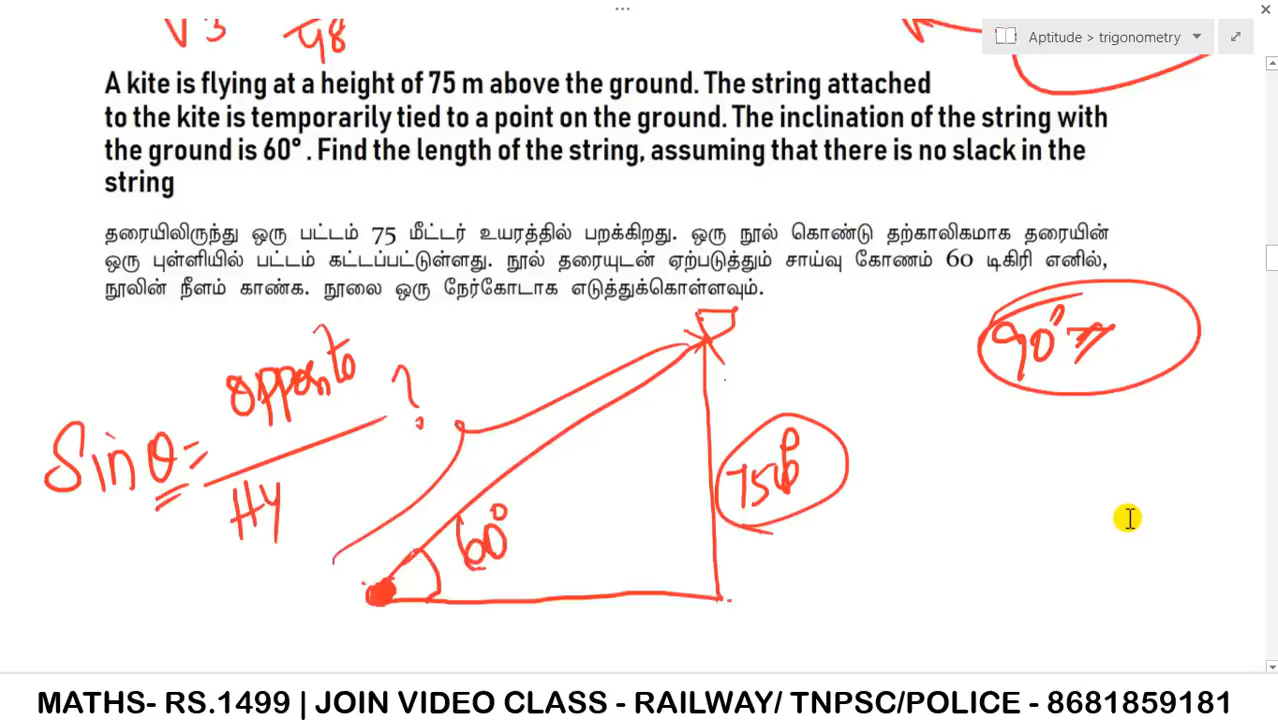 ...
Aptitude > trigonometry
√3
48
A kite is flying at a height of 75 m above the ground. The string attached
to the kite is temporarily tied to a point on the ground. The inclination of the string with
the ground is 60° . Find the length of the string, assuming that there is no slack in the
string
தரையிலிருந்து ஒரு பட்டம் 75 மீட்டர் உயரத்தில் பறக்கிறது. ஒரு நூல் கொண்டு தற்காலிகமாக தரையின்
ஒரு புள்ளியில் பட்டம் கட்டப்பட்டுள்ளது. நூல் தரையுடன் ஏற்படுத்தும் சாய்வு கோணம் 60 டிகிரி எனில்,
நூலின் நீளம் காண்க. நூலை ஒரு நேர்கோடாக எடுத்துக்கொள்ளவும்.
90°
opposite
?
Sin θ =
Hy
75
60°
MATHS- RS.1499 | JOIN VIDEO CLASS - RAILWAY/ TNPSC/POLICE - 8681859181